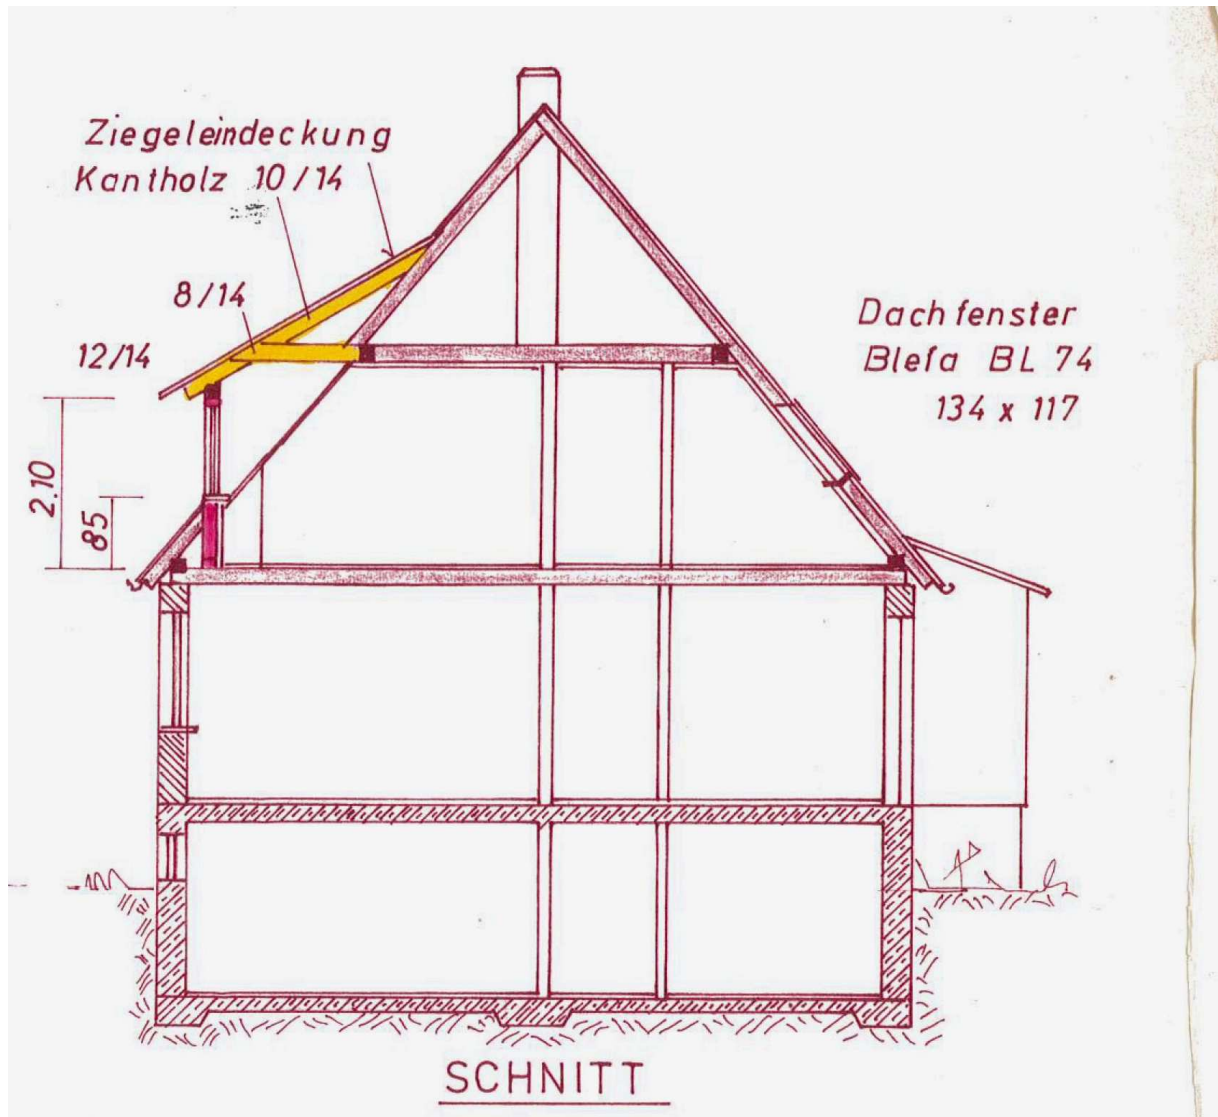 Ziegeleindeckung
Kantholz 10/14
8/14
12/14
Dachfenster
Blefa BL 74
134 x 117
2.10
85
SCHNITT